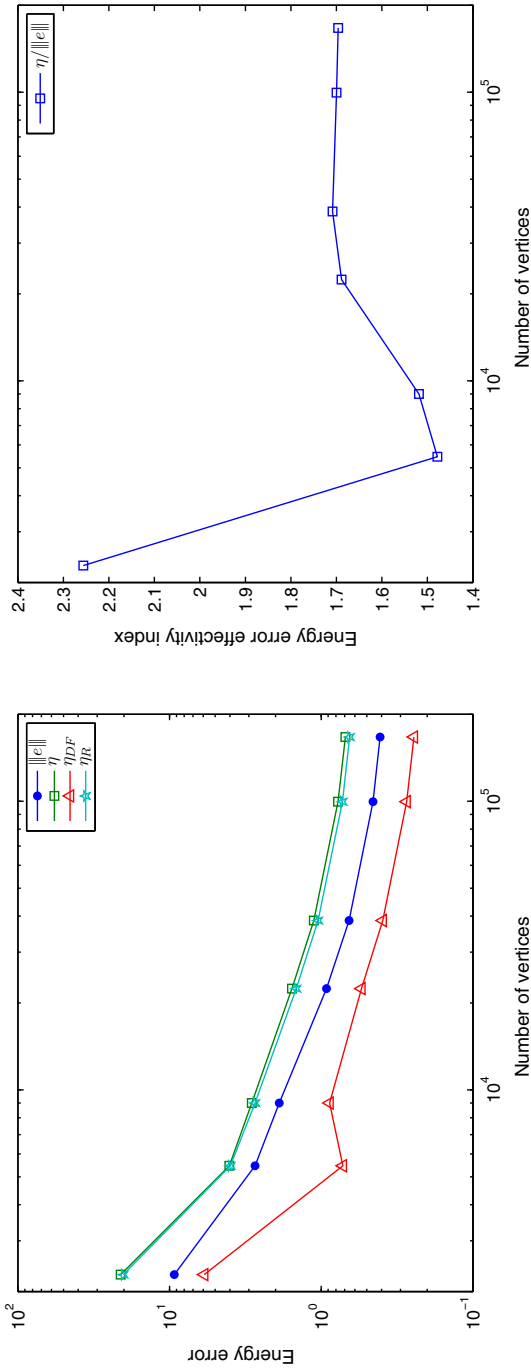 10^2
10^1
10^0
10^-1
Energy error
10^4
10^5
Number of vertices
|||e|||
η
η_DF
η_R
2.4
2.3
2.2
2.1
2
1.9
1.8
1.7
1.6
1.5
1.4
Energy error effectivity index
10^4
10^5
Number of vertices
η/|||e|||